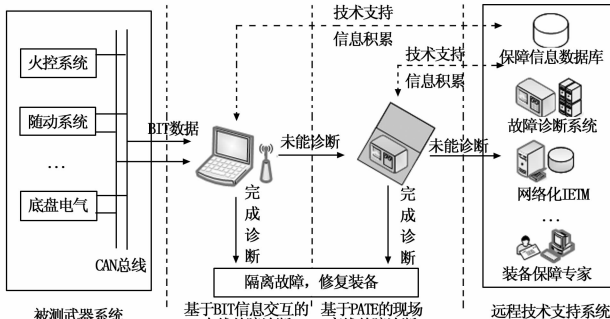 技术支持
信息积累
技术支持
信息积累
火控系统
随动系统
...
底盘电气
CAN总线
BIT数据
未能诊断
未能诊断
完成诊断
完成诊断
隔离故障，修复装备
保障信息数据库
故障诊断系统
网络化IETM
...
装备保障专家
被测武器系统
基于BIT信息交互的
基于PATE的现场
远程技术支持系统